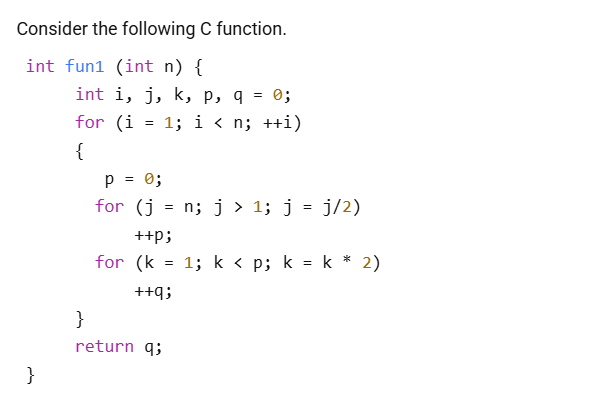 Consider the following C function.
int fun1 (int n) {
int i, j, k, p, q = 0;
for (i = 1; i < n; ++i)
{
p = 0;
for (j = n; j > 1; j = j/2)
++p;
for (k = 1; k < p; k = k * 2)
++q;
}
return q;
}